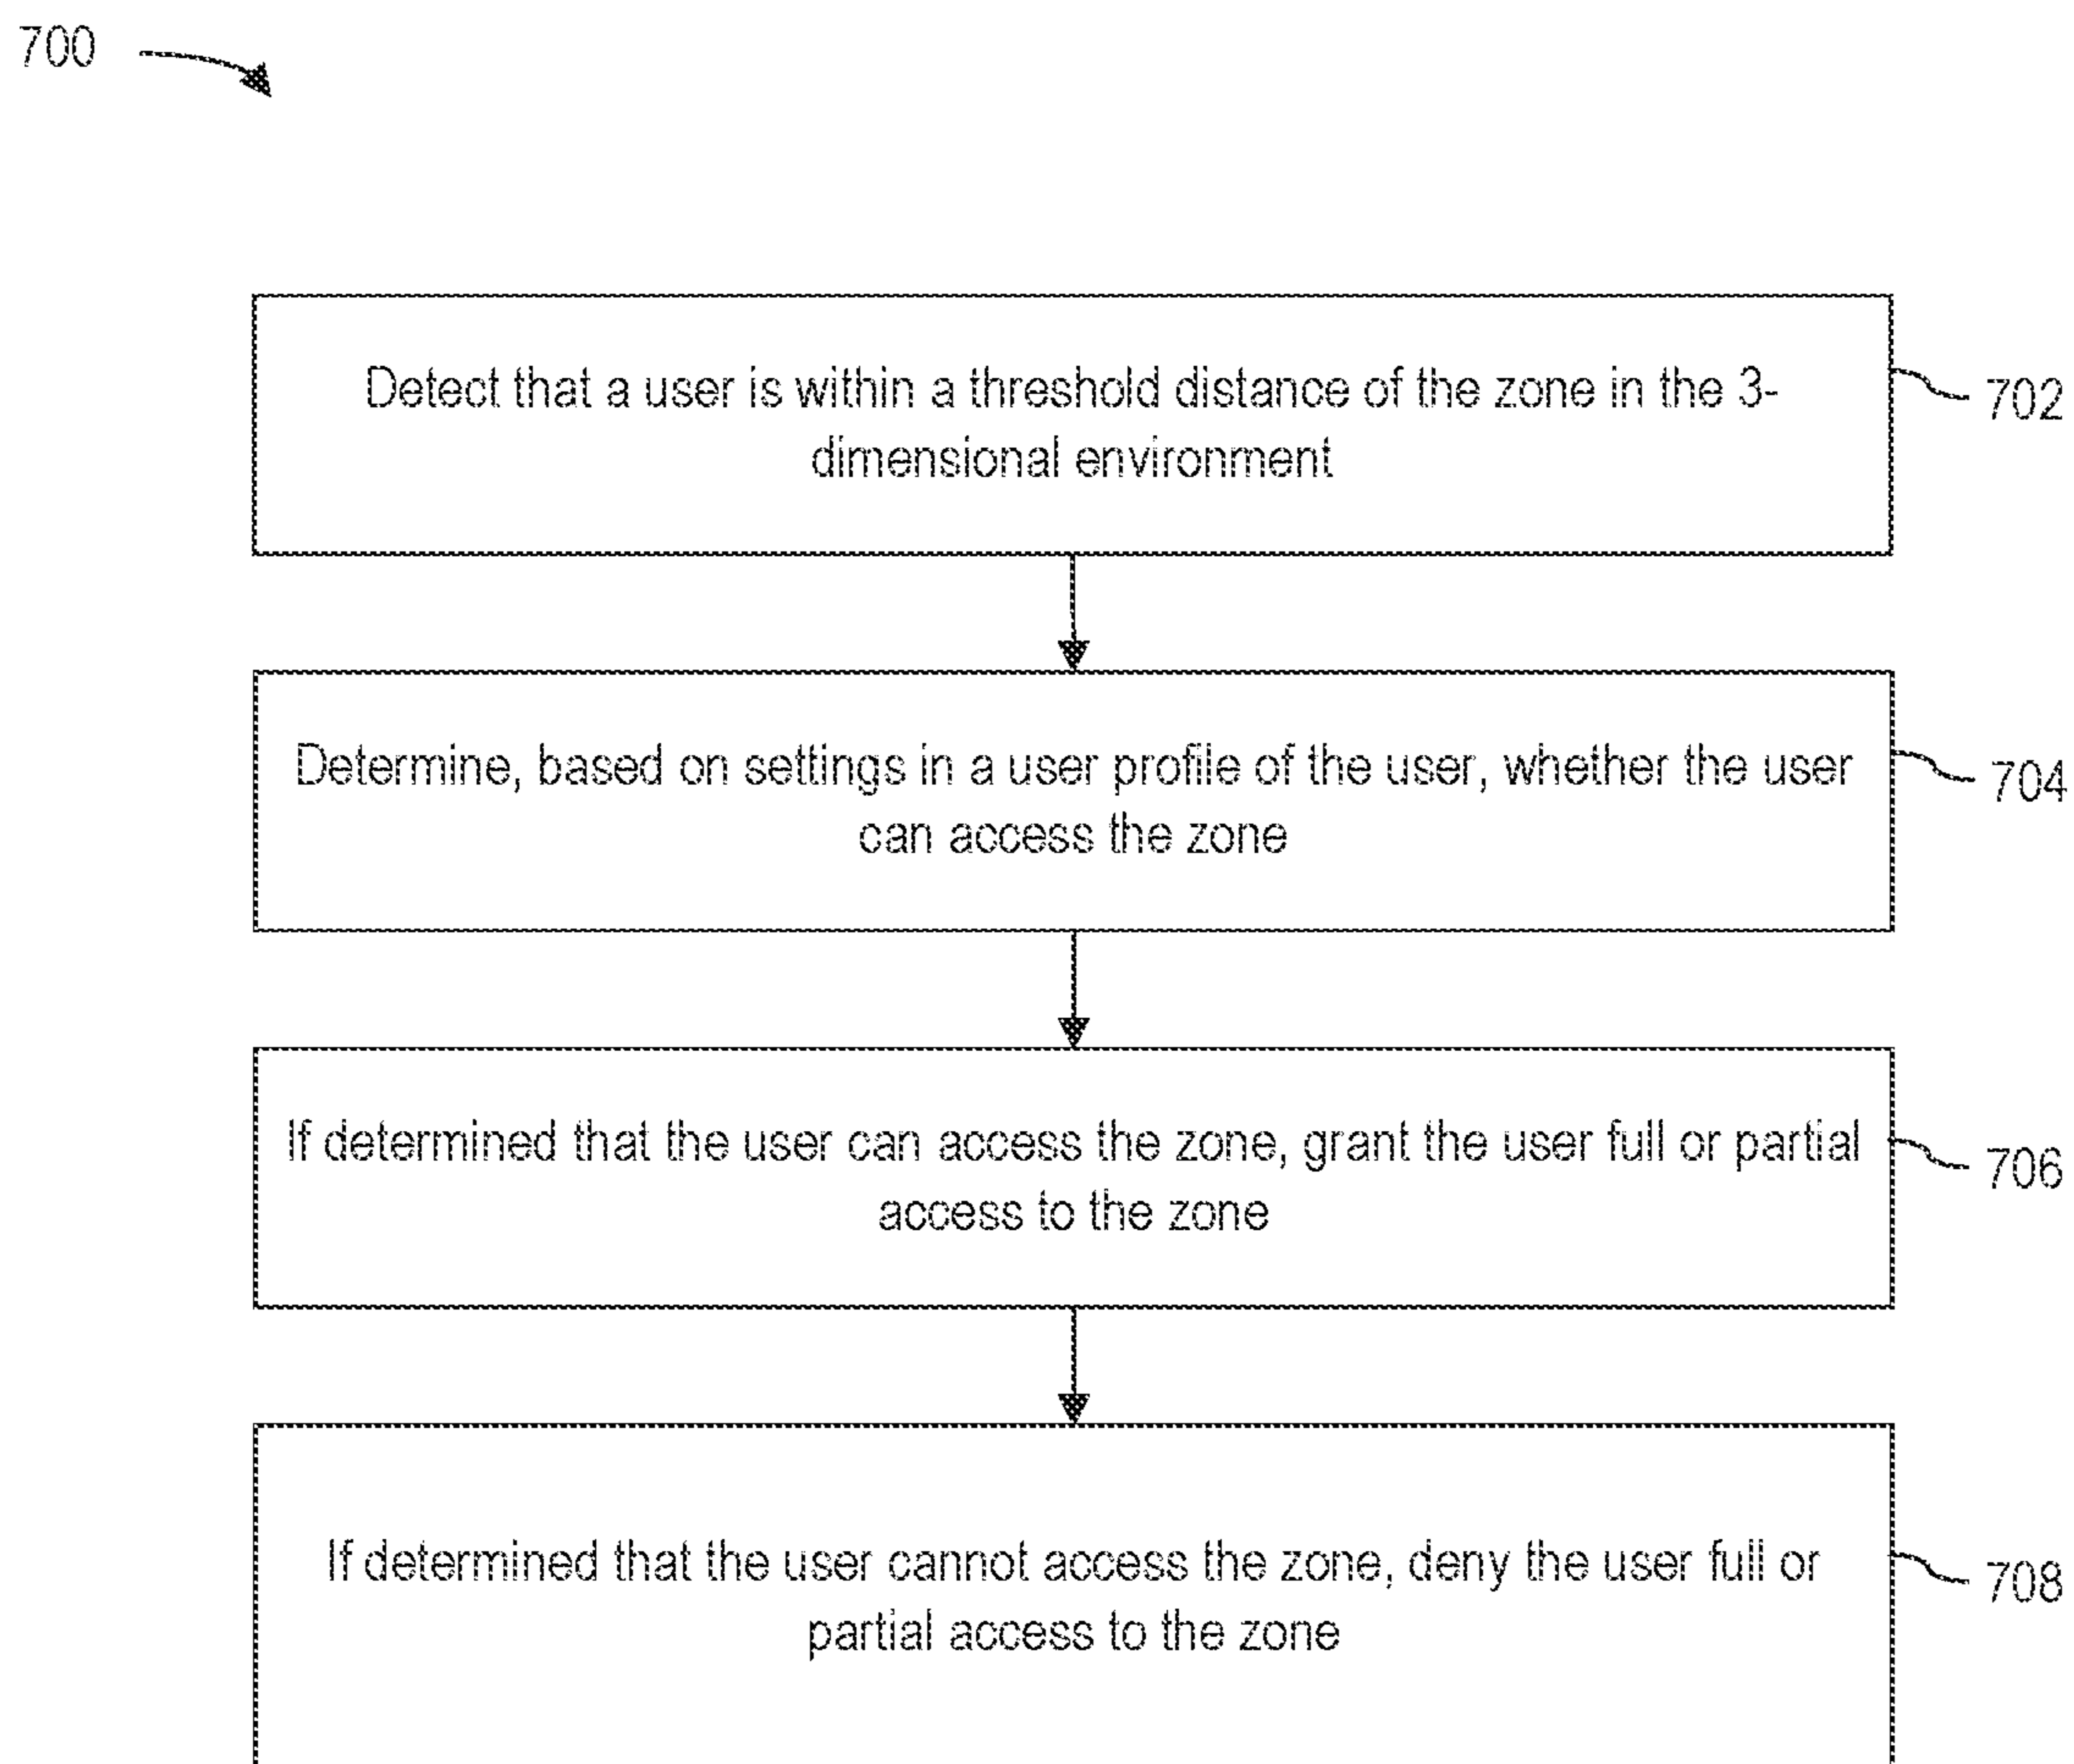 700
Detect that a user is within a threshold distance of the zone in the 3-
dimensional environment
702
Determine, based on settings in a user profile of the user, whether the user
can access the zone
704
If determined that the user can access the zone, grant the user full or partial
access to the zone
706
If determined that the user cannot access the zone, deny the user full or
partial access to the zone
708